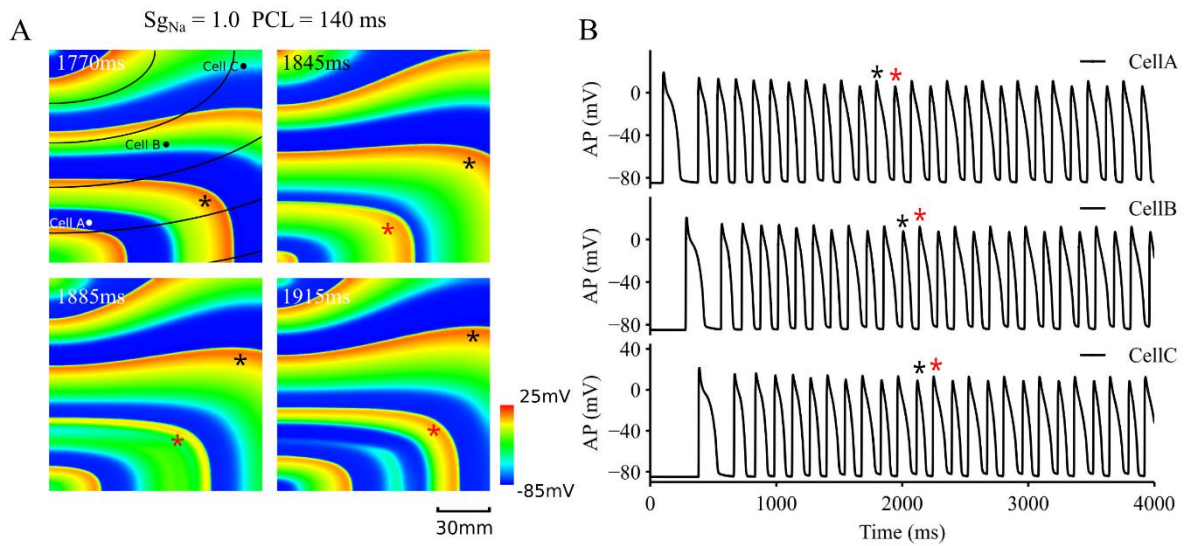 A
Sg_Na = 1.0 PCL = 140 ms
1770ms
Cell C
Cell B
Cell A
*
1845ms
*
*
1885ms
*
*
1915ms
*
*
25mV
-85mV
30mm
B
CellA
* *
AP (mV)
0
−40
−80
CellB
* *
AP (mV)
0
−40
−80
CellC
* *
AP (mV)
40
0
−40
−80
0 1000 2000 3000 4000
Time (ms)